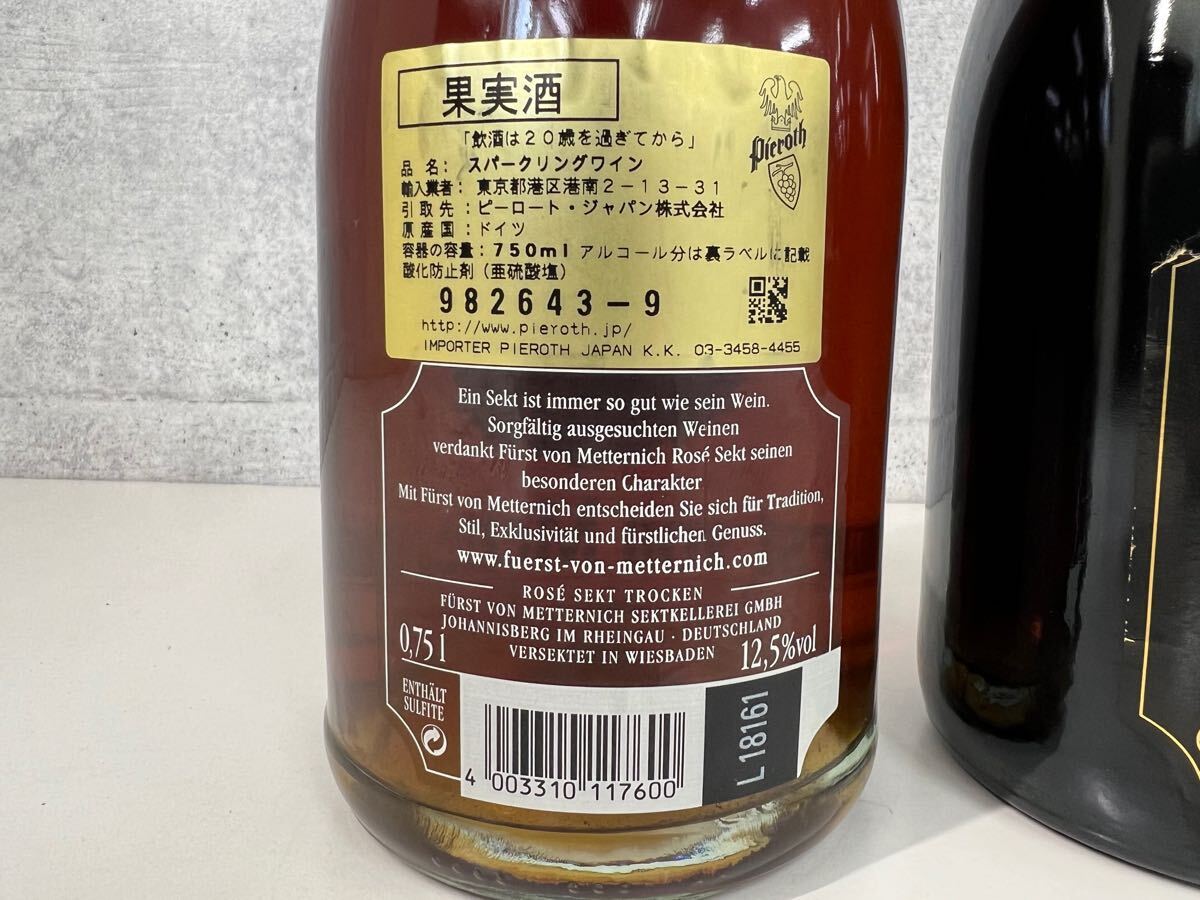 果実酒
「飲酒は20歳を過ぎてから」
Pieroth
品名: スパークリングワイン
輸入業者: 東京都港区港南2-13-31
引取先: ピーロート・ジャパン株式会社
原産国: ドイツ
容器の容量: 750ml アルコール分は裏ラベルに記載
酸化防止剤(亜硫酸塩)
982643-9
http://www.pieroth.jp/
IMPORTER PIEROTH JAPAN K.K. 03-3458-4455
Ein Sekt ist immer so gut wie sein Wein.
Sorgfältig ausgesuchten Weinen
verdankt Fürst von Metternich Rosé Sekt seinen
besonderen Charakter
Mit Fürst von Metternich entscheiden Sie sich für Tradition,
Stil, Exklusivität und fürstlichen Genuss.
www.fuerst-von-metternich.com
ROSÉ SEKT TROCKEN
FÜRST VON METTERNICH SEKTKELLEREI GMBH
JOHANNISBERG IM RHEINGAU · DEUTSCHLAND
VERSEKTET IN WIESBADEN
0,75 l
12,5%vol
ENTHÄLT
SULFITE
4 003310 117600
L18161